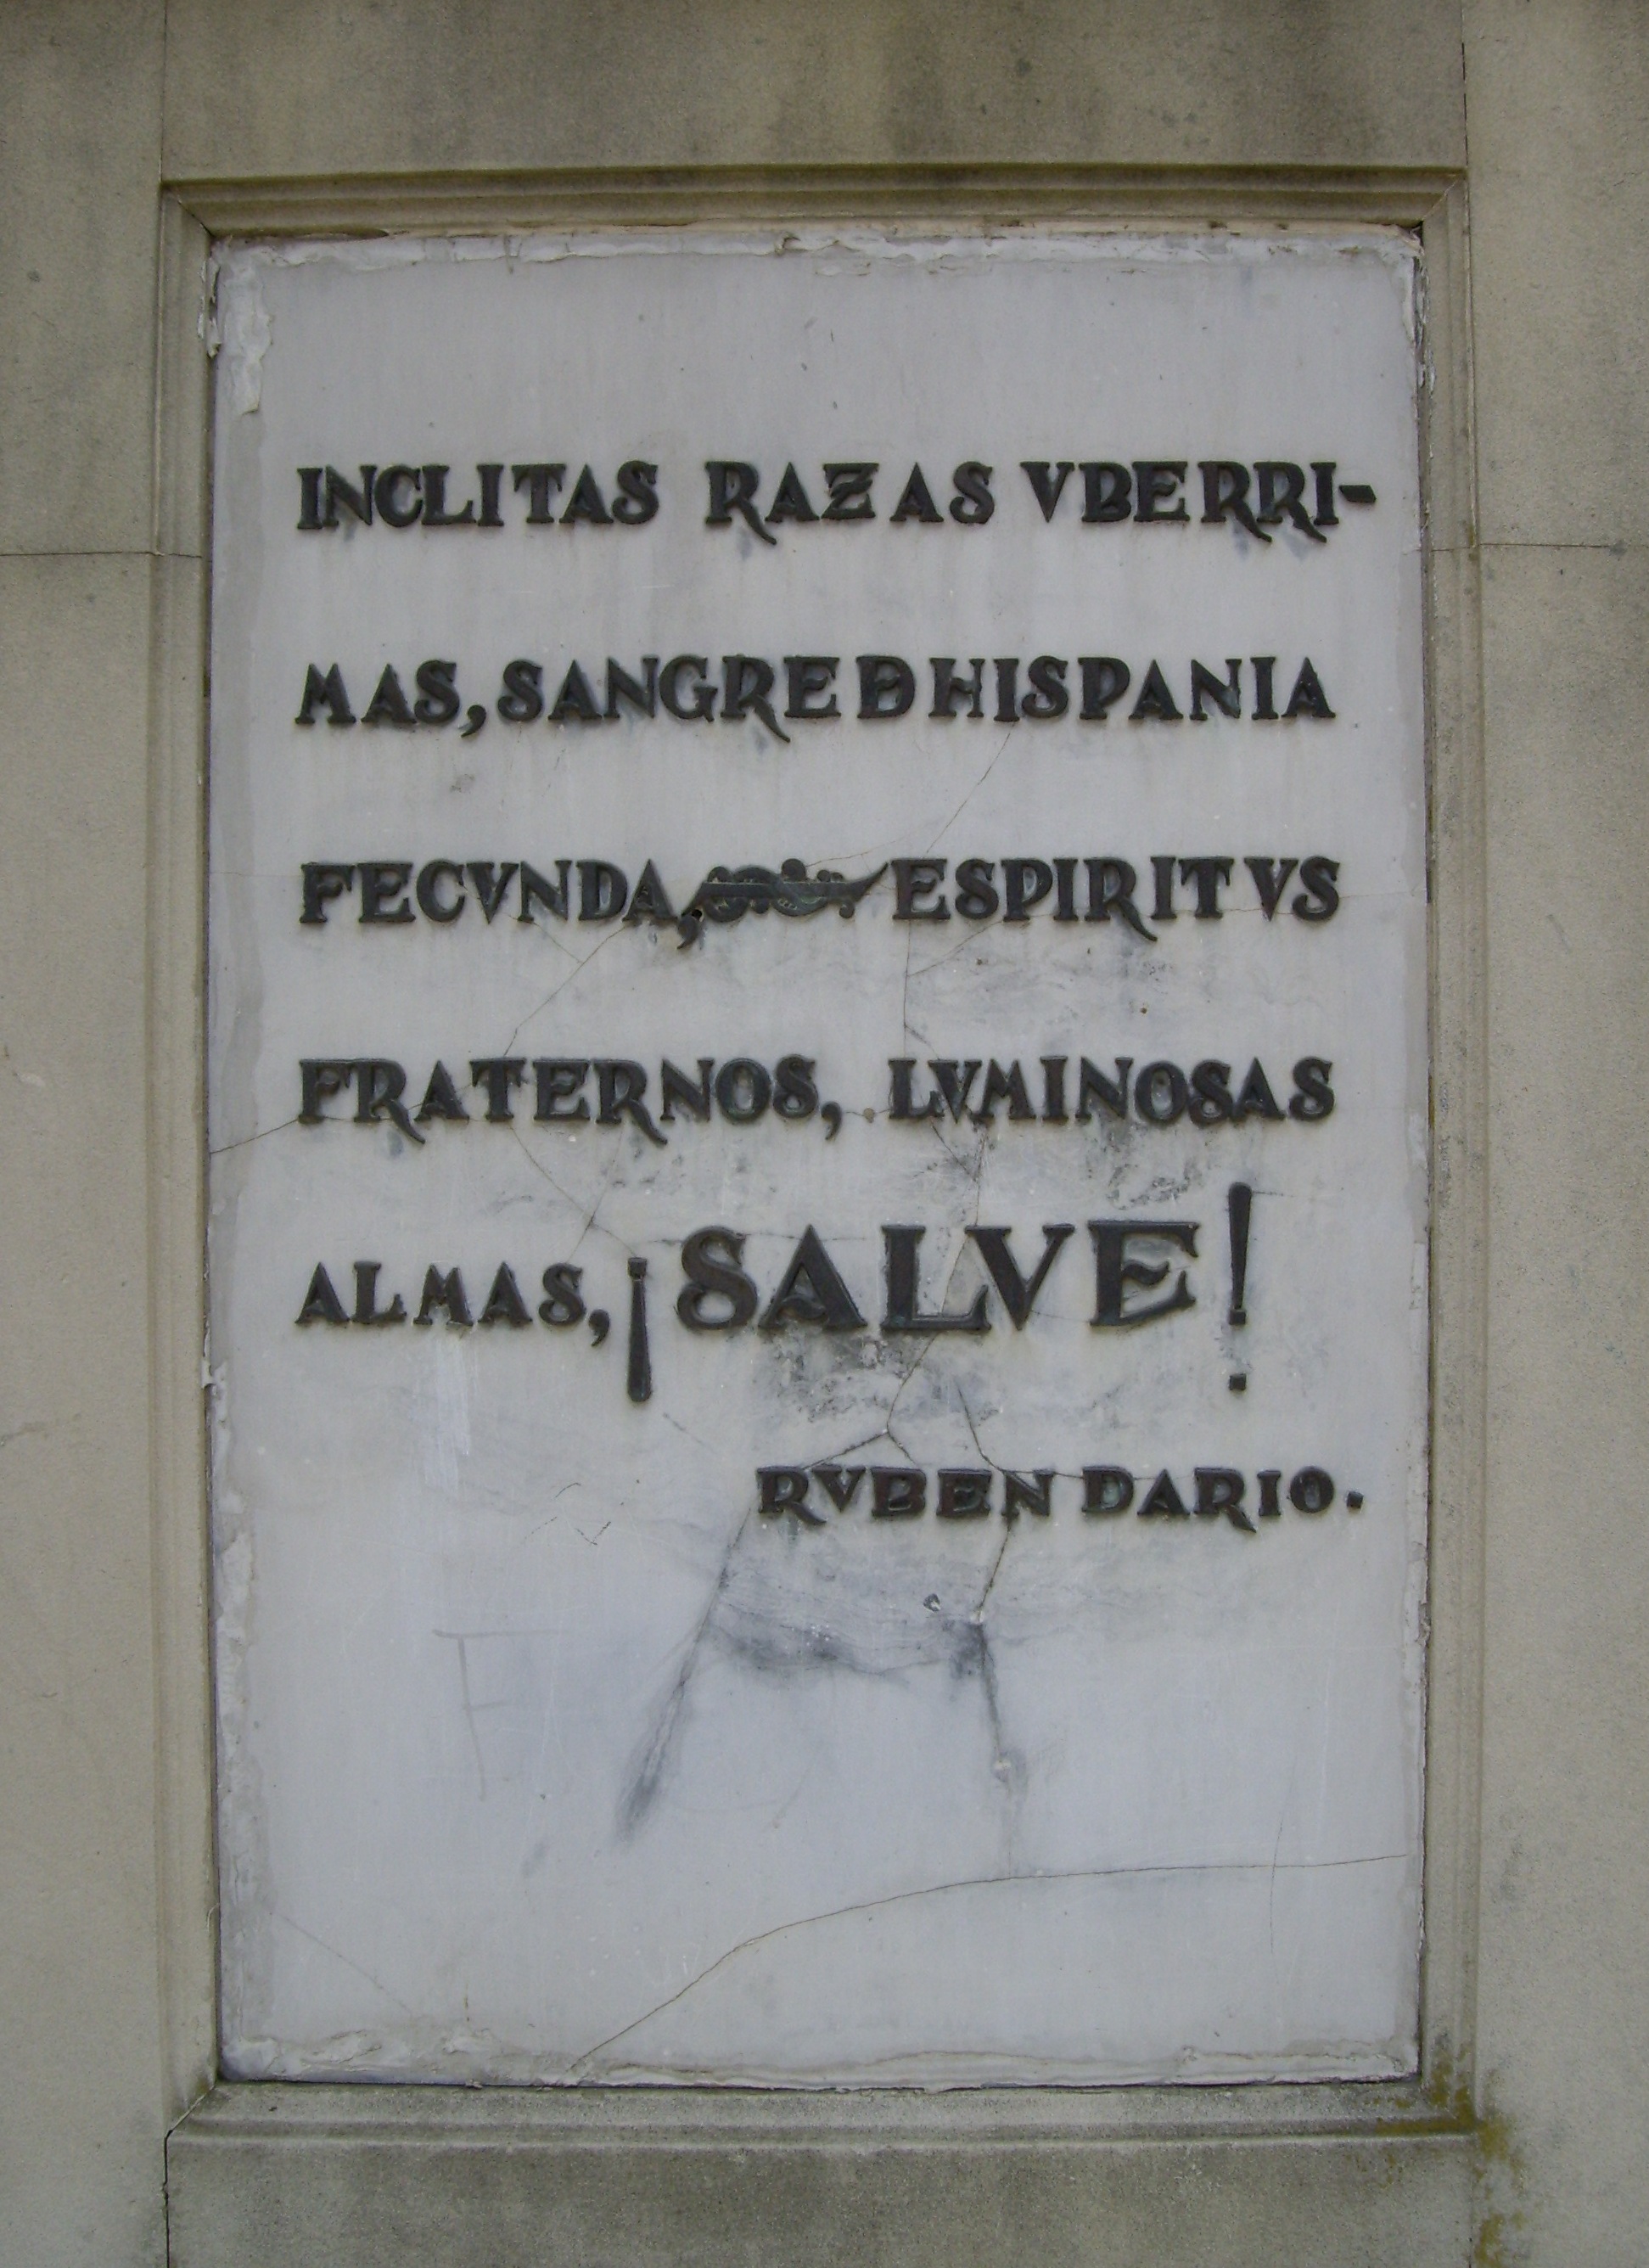 INCLITAS RAZAS VBERRI-
MAS, SANGRE Đ HISPANIA
FECVNDA, ESPIRITVS
FRATERNOS, LVMINOSAS
ALMAS, ¡SALVE!
RVBEN DARIO.